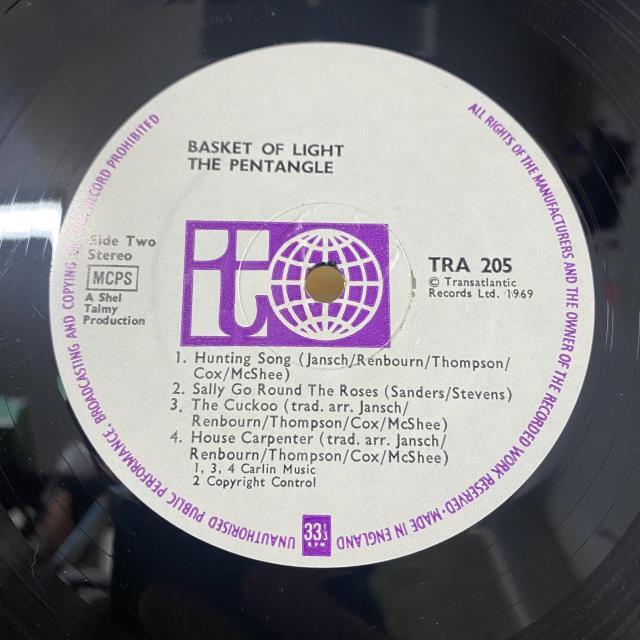 BASKET OF LIGHT
THE PENTANGLE
Side Two
Stereo
MCPS
A Shel
Talmy
Production
it
TRA 205
© Transatlantic
Records Ltd. 1969
1. Hunting Song (Jansch/Renbourn/Thompson/
Cox/McShee)
2. Sally Go Round The Roses (Sanders/Stevens)
3. The Cuckoo (trad. arr. Jansch/
Renbourn/Thompson/Cox/McShee)
4. House Carpenter (trad. arr. Jansch/
Renbourn/Thompson/Cox/McShee)
1, 3, 4 Carlin Music
2 Copyright Control
33⅓
ALL RIGHTS OF THE MANUFACTURERS AND THE OWNER OF THE RECORDED WORK RESERVED · MADE IN ENGLAND
UNAUTHORISED PUBLIC PERFORMANCE, BROADCASTING AND COPYING RECORD PROHIBITED